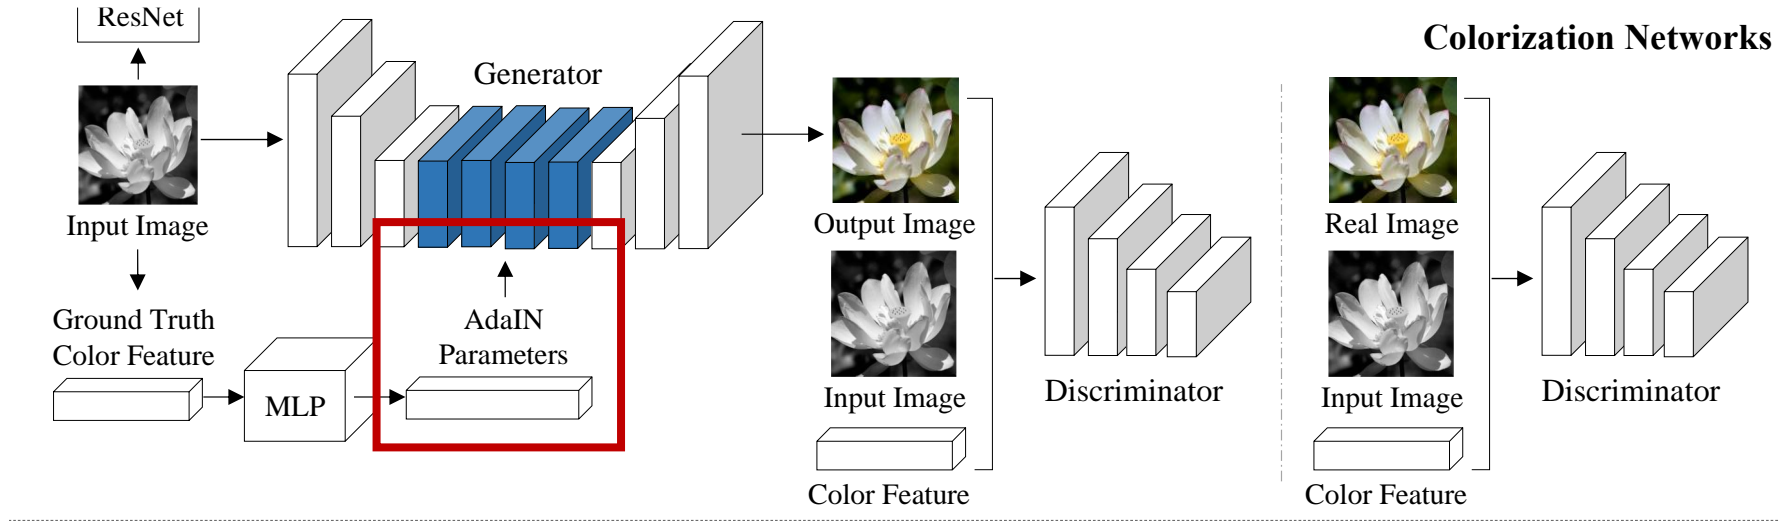 ResNet
Colorization Networks
Generator
Input Image
Output Image
Real Image
Ground Truth
Color Feature
AdaIN
Parameters
MLP
Input Image
Discriminator
Input Image
Discriminator
Color Feature
Color Feature